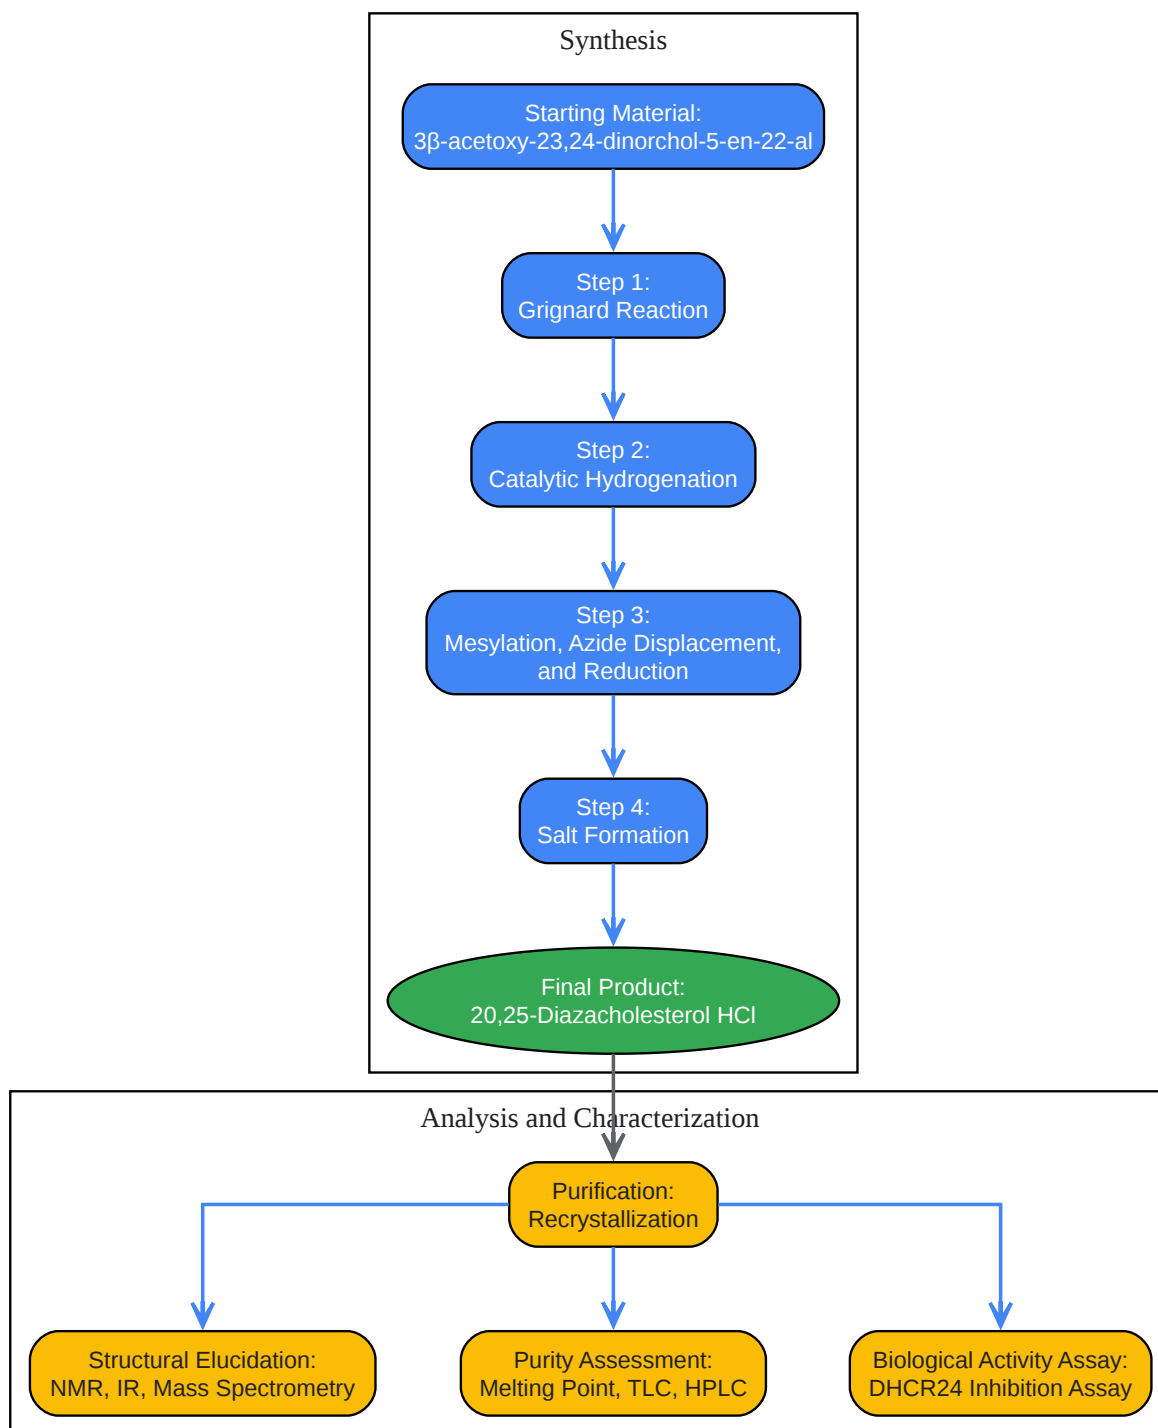 Synthesis
Starting Material:
3β-acetoxy-23,24-dinorchol-5-en-22-al
Step 1:
Grignard Reaction
Step 2:
Catalytic Hydrogenation
Step 3:
Mesylation, Azide Displacement,
and Reduction
Step 4:
Salt Formation
Final Product:
20,25-Diazacholesterol HCl
Analysis and Characterization
Purification:
Recrystallization
Structural Elucidation:
NMR, IR, Mass Spectrometry
Purity Assessment:
Melting Point, TLC, HPLC
Biological Activity Assay:
DHCR24 Inhibition Assay